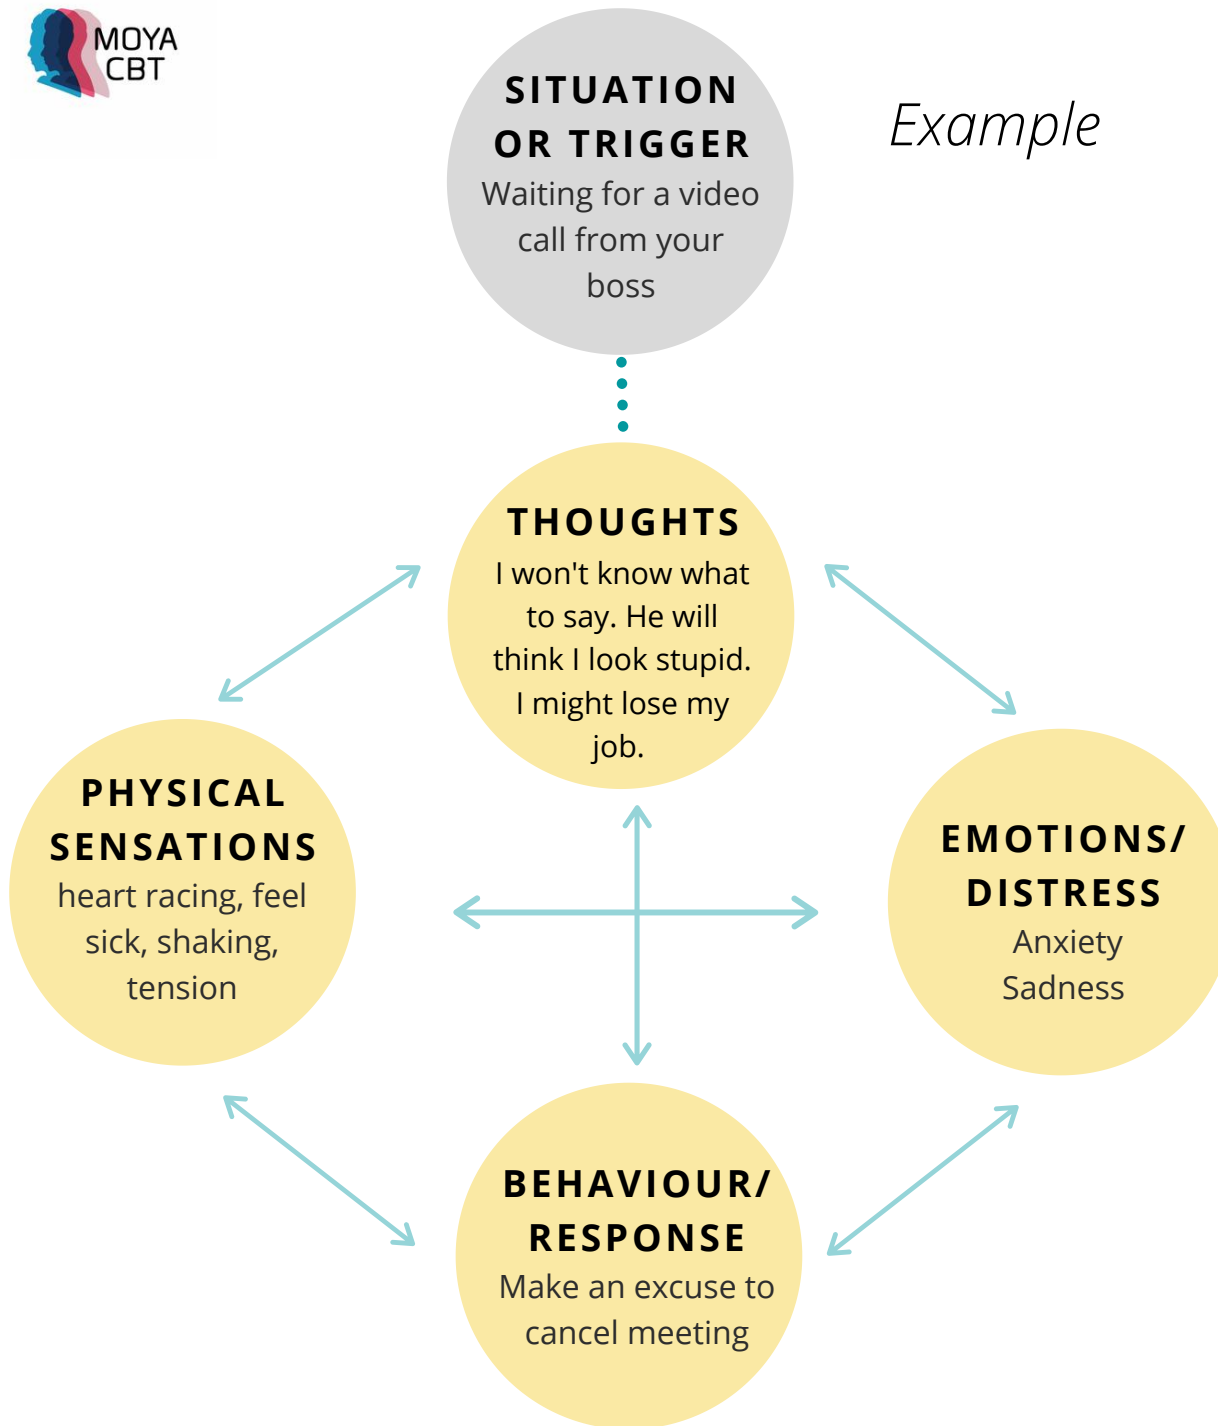 MOYA
CBT
SITUATION
OR TRIGGER
Waiting for a video
call from your
boss
Example
THOUGHTS
I won't know what
to say. He will
think I look stupid.
I might lose my
job.
PHYSICAL
SENSATIONS
heart racing, feel
sick, shaking,
tension
EMOTIONS/
DISTRESS
Anxiety
Sadness
BEHAVIOUR/
RESPONSE
Make an excuse to
cancel meeting